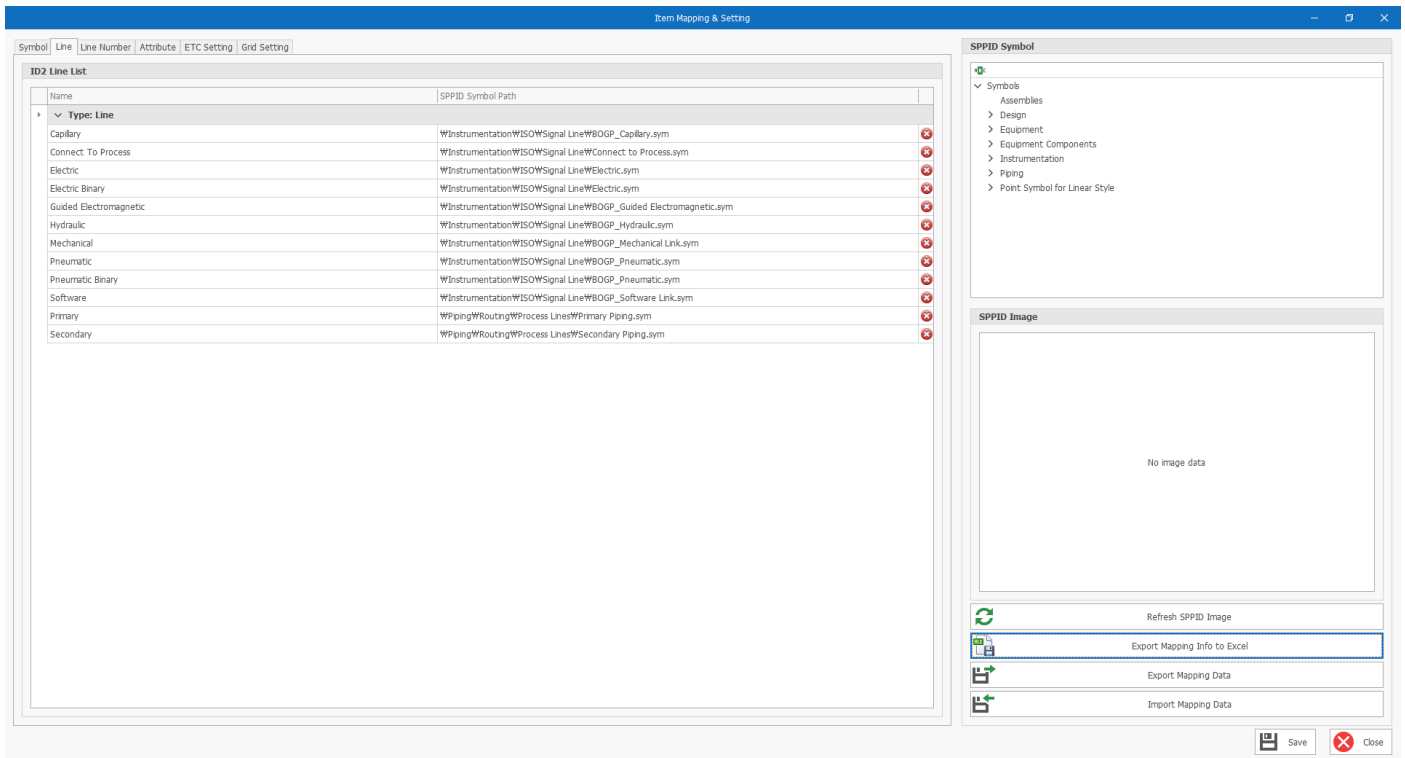 Item Mapping & Setting
Symbol Line Line Number Attribute ETC Setting Grid Setting
ID2 Line List
Name SPPID Symbol Path
Type: Line
Capillary ₩Instrumentation₩ISO₩Signal Line₩BOGP_Capillary.sym
Connect To Process ₩Instrumentation₩ISO₩Signal Line₩Connect to Process.sym
Electric ₩Instrumentation₩ISO₩Signal Line₩Electric.sym
Electric Binary ₩Instrumentation₩ISO₩Signal Line₩Electric.sym
Guided Electromagnetic ₩Instrumentation₩ISO₩Signal Line₩BOGP_Guided Electromagnetic.sym
Hydraulic ₩Instrumentation₩ISO₩Signal Line₩BOGP_Hydraulic.sym
Mechanical ₩Instrumentation₩ISO₩Signal Line₩BOGP_Mechanical Link.sym
Pneumatic ₩Instrumentation₩ISO₩Signal Line₩BOGP_Pneumatic.sym
Pneumatic Binary ₩Instrumentation₩ISO₩Signal Line₩BOGP_Pneumatic.sym
Software ₩Instrumentation₩ISO₩Signal Line₩BOGP_Software Link.sym
Primary ₩Piping₩Routing₩Process Lines₩Primary Piping.sym
Secondary ₩Piping₩Routing₩Process Lines₩Secondary Piping.sym
SPPID Symbol
Symbols
Assemblies
Design
Equipment
Equipment Components
Instrumentation
Piping
Point Symbol for Linear Style
SPPID Image
No image data
Refresh SPPID Image
Export Mapping Info to Excel
Export Mapping Data
Import Mapping Data
Save Close